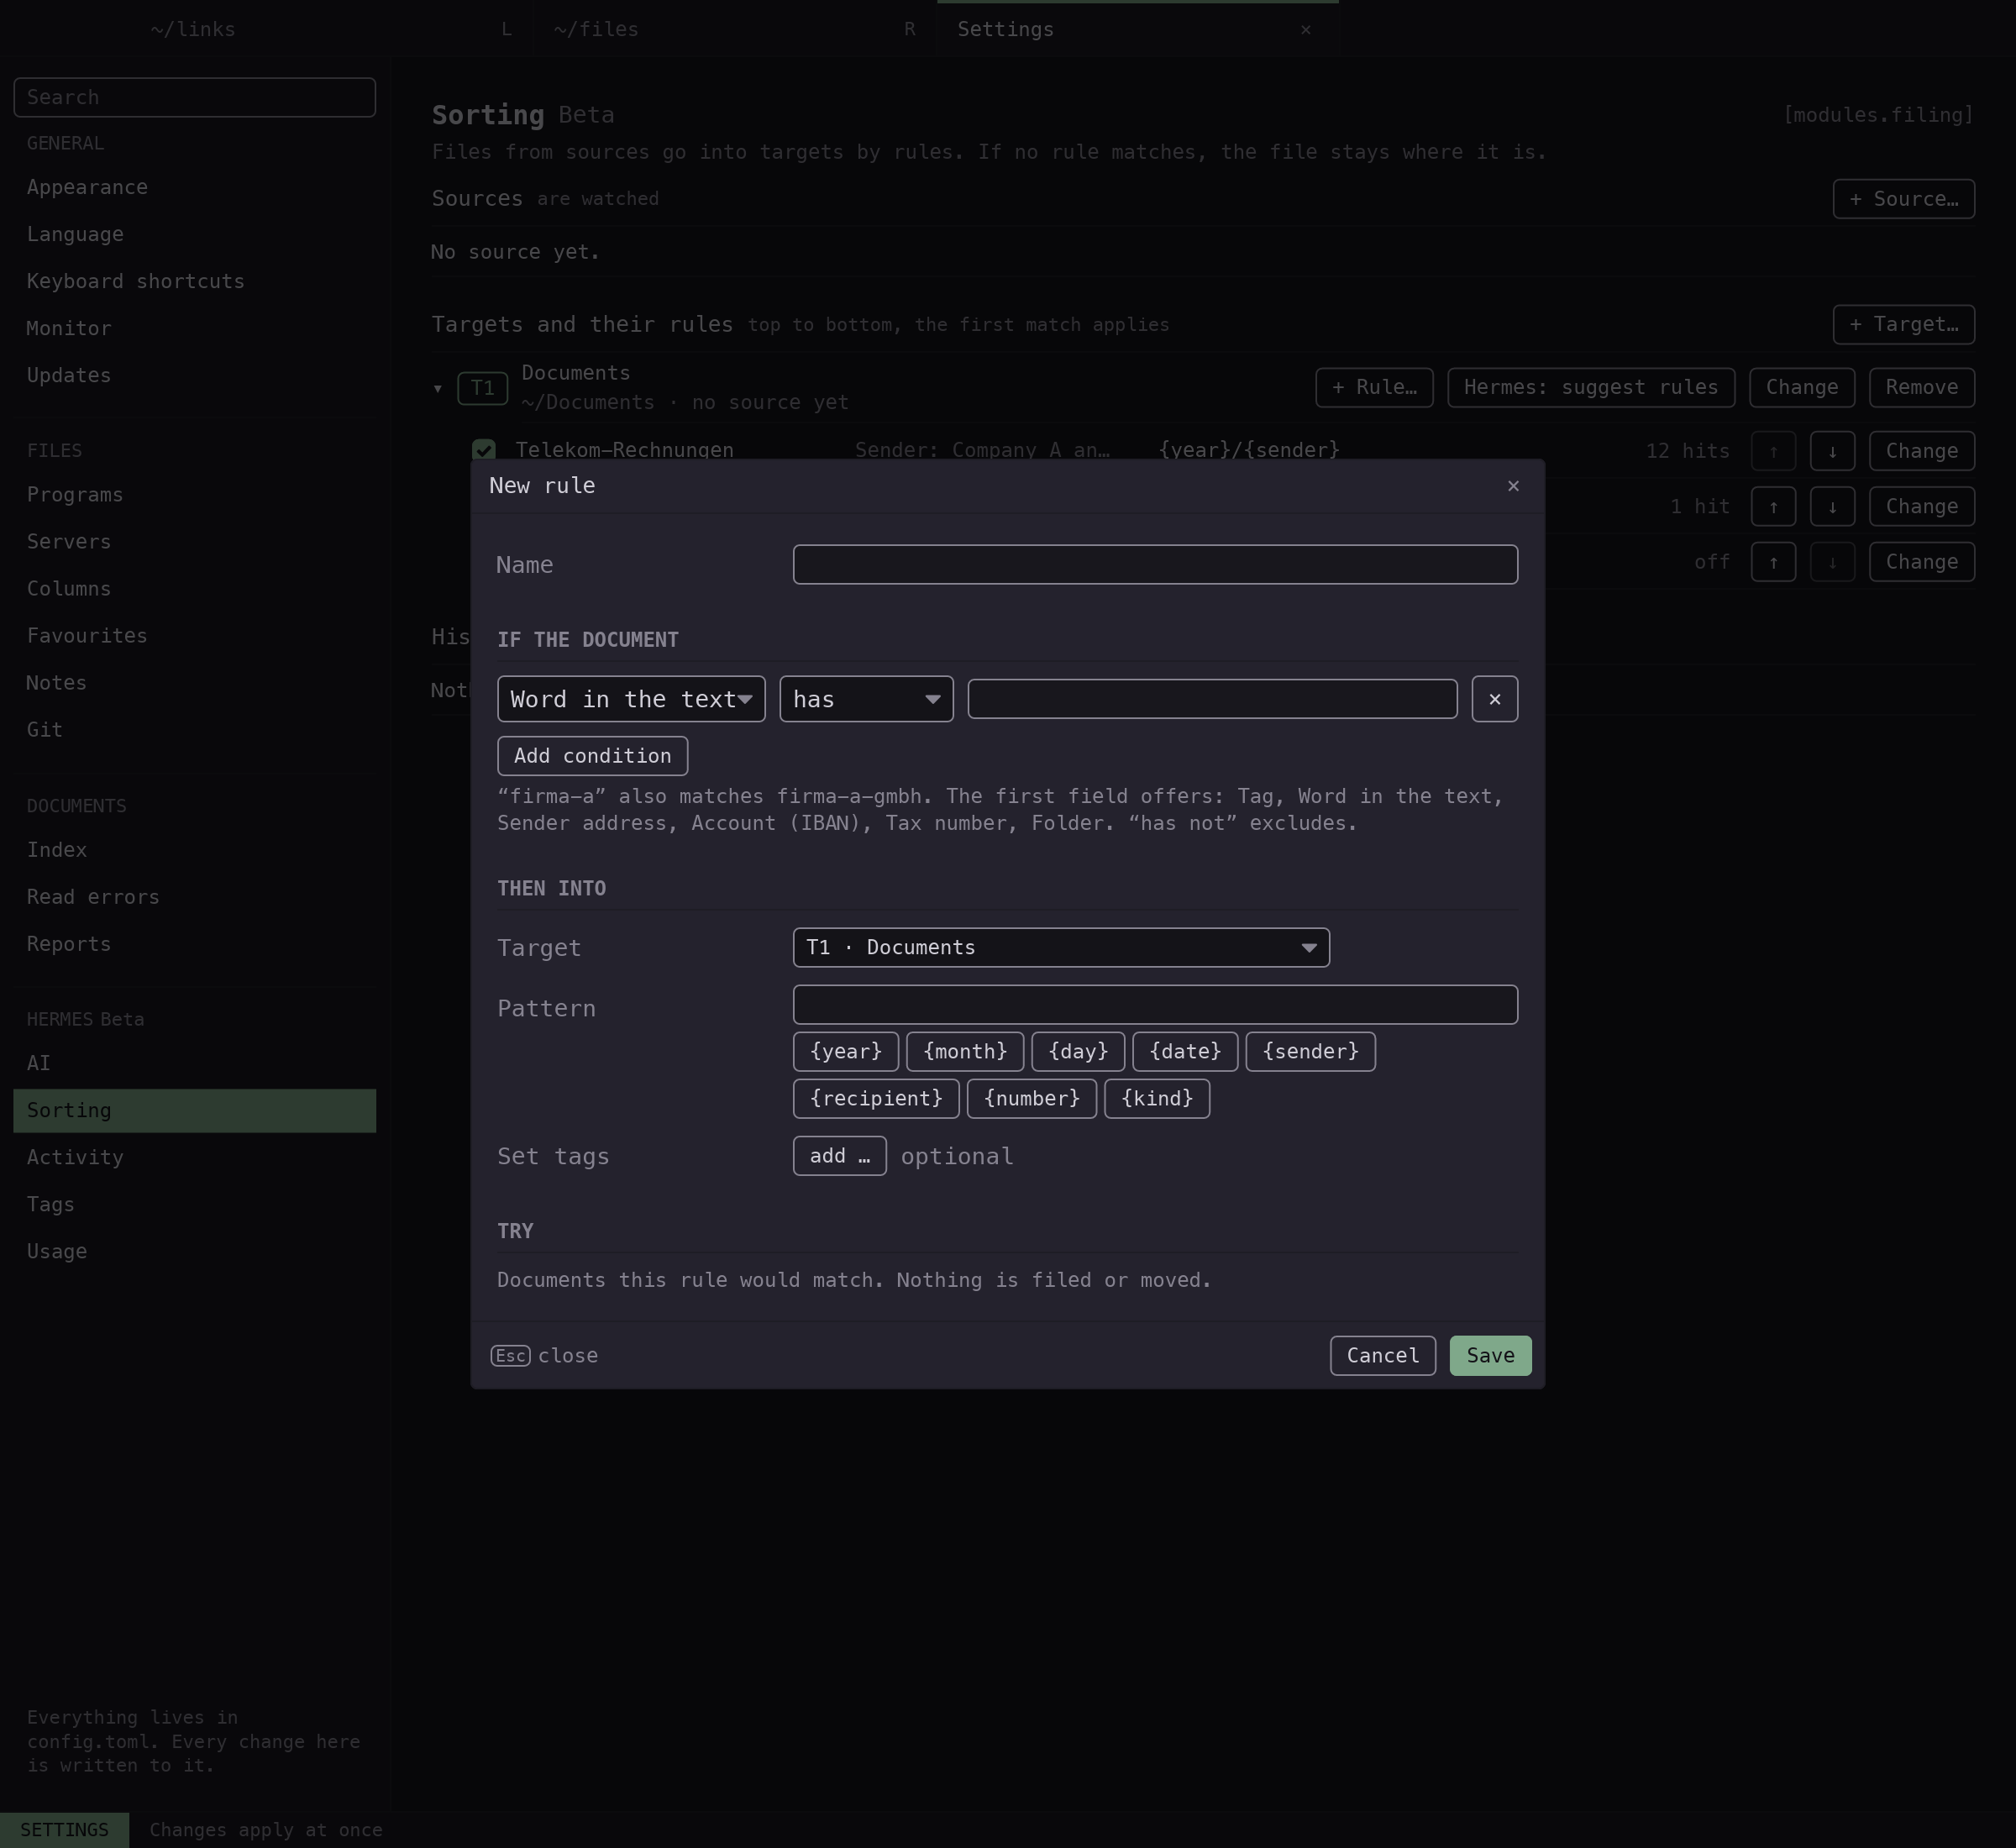 ~/links L ~/files R Settings ×
Search
GENERAL
Appearance
Language
Keyboard shortcuts
Monitor
Updates
FILES
Programs
Servers
Columns
Favourites
Notes
Git
DOCUMENTS
Index
Read errors
Reports
HERMES Beta
AI
Sorting
Activity
Tags
Usage
Everything lives in
config.toml. Every change here
is written to it.
Sorting Beta [modules.filing]
Files from sources go into targets by rules. If no rule matches, the file stays where it is.
Sources are watched + Source…
No source yet.
Targets and their rules top to bottom, the first match applies + Target…
▾ T1 Documents + Rule… Hermes: suggest rules Change Remove
~/Documents · no source yet
Telekom-Rechnungen Sender: Company A an… {year}/{sender} 12 hits ↑ ↓ Change
1 hit ↑ ↓ Change
off ↑ ↓ Change
New rule ×
Name
IF THE DOCUMENT
Word in the text has ×
Add condition
“firma-a” also matches firma-a-gmbh. The first field offers: Tag, Word in the text,
Sender address, Account (IBAN), Tax number, Folder. “has not” excludes.
THEN INTO
Target T1 · Documents
Pattern
{year} {month} {day} {date} {sender}
{recipient} {number} {kind}
Set tags add … optional
TRY
Documents this rule would match. Nothing is filed or moved.
Esc close Cancel Save
SETTINGS Changes apply at once